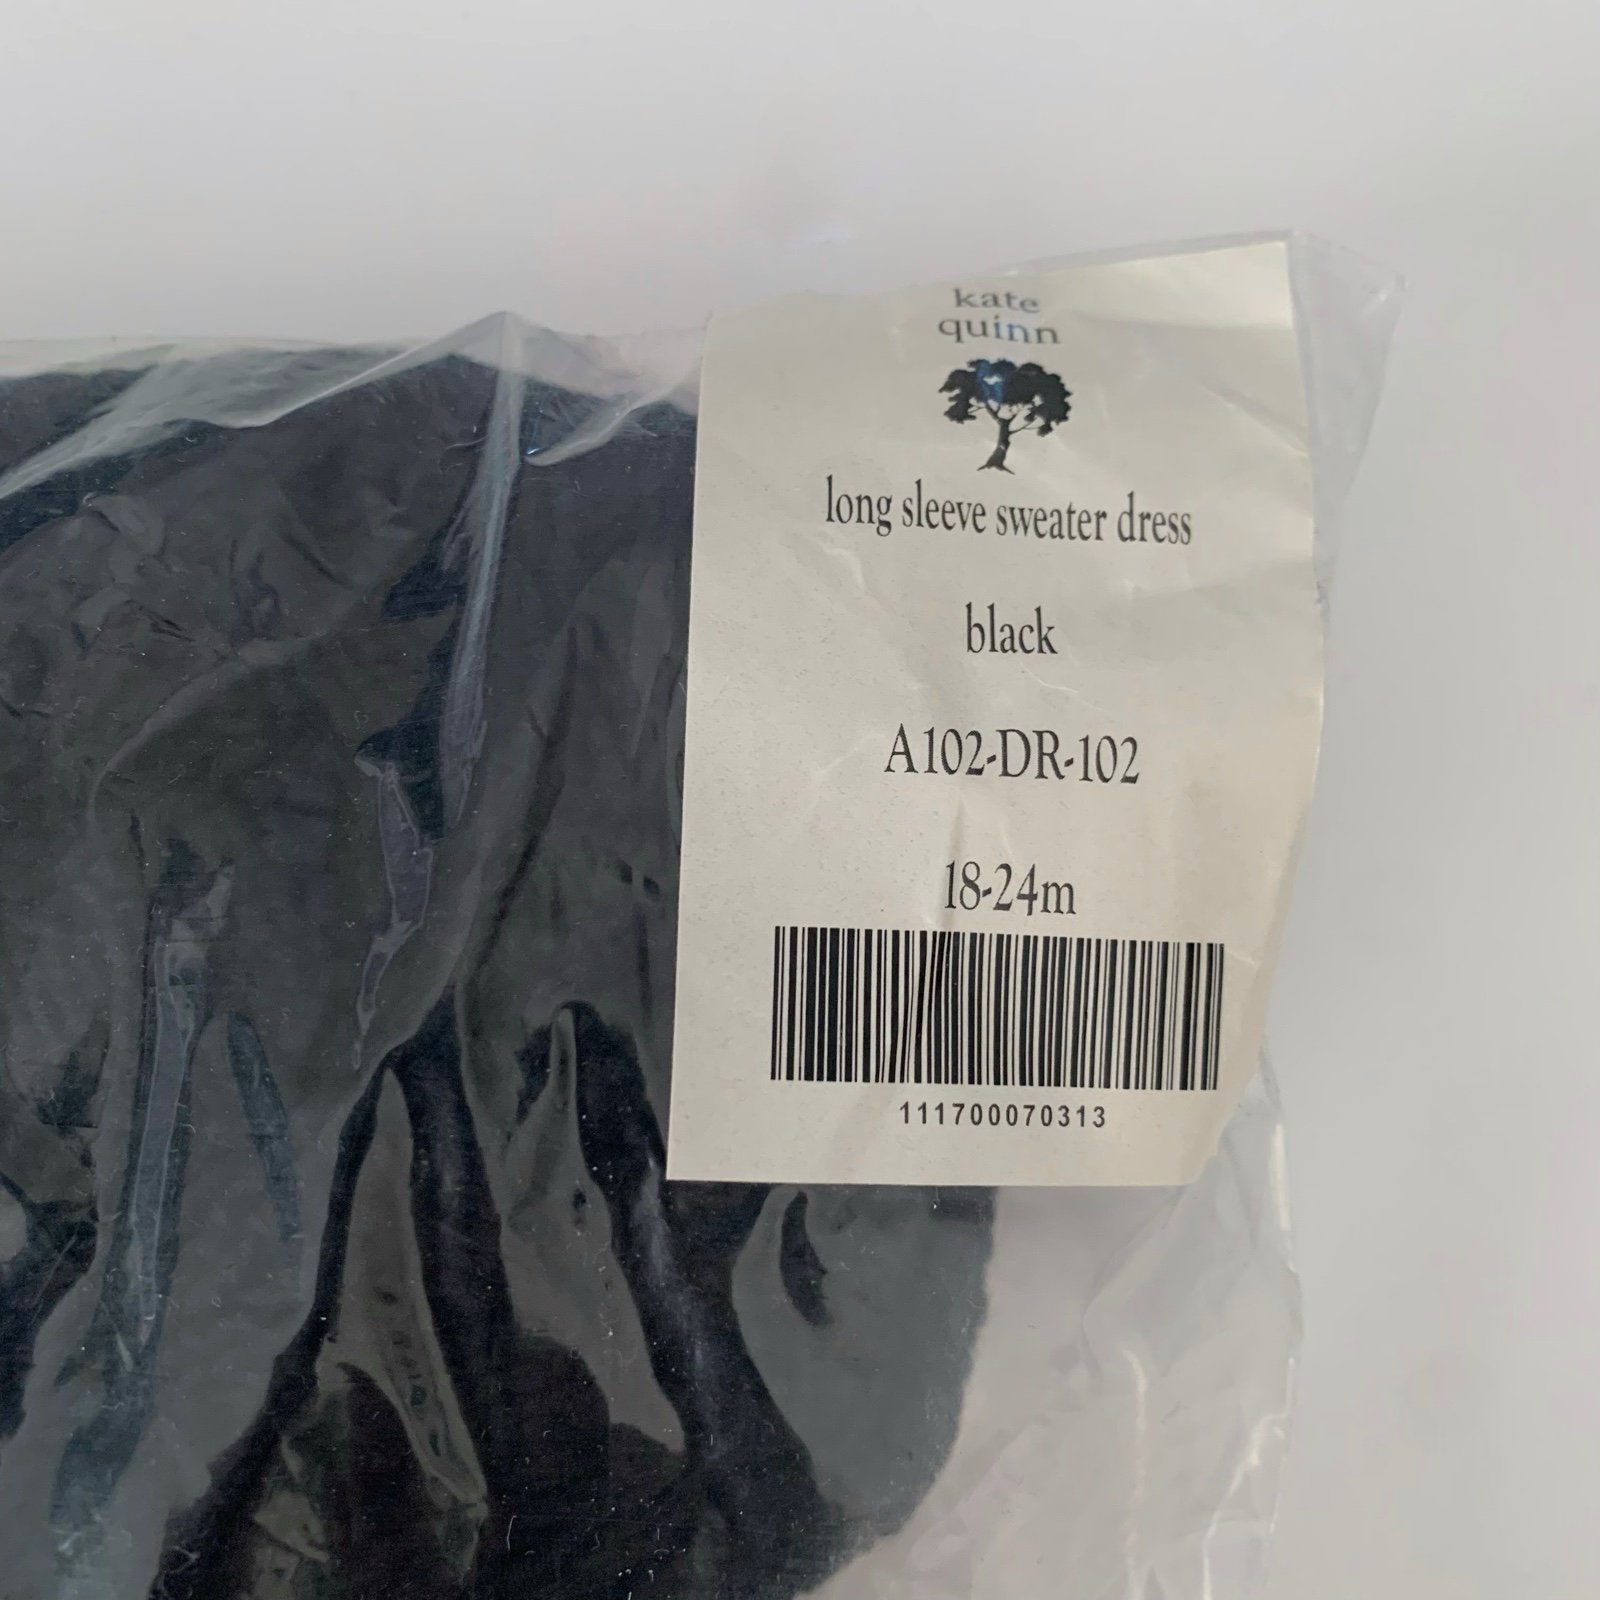 kate
quinn
long sleeve sweater dress
black
A102-DR-102
18-24m
111700070313